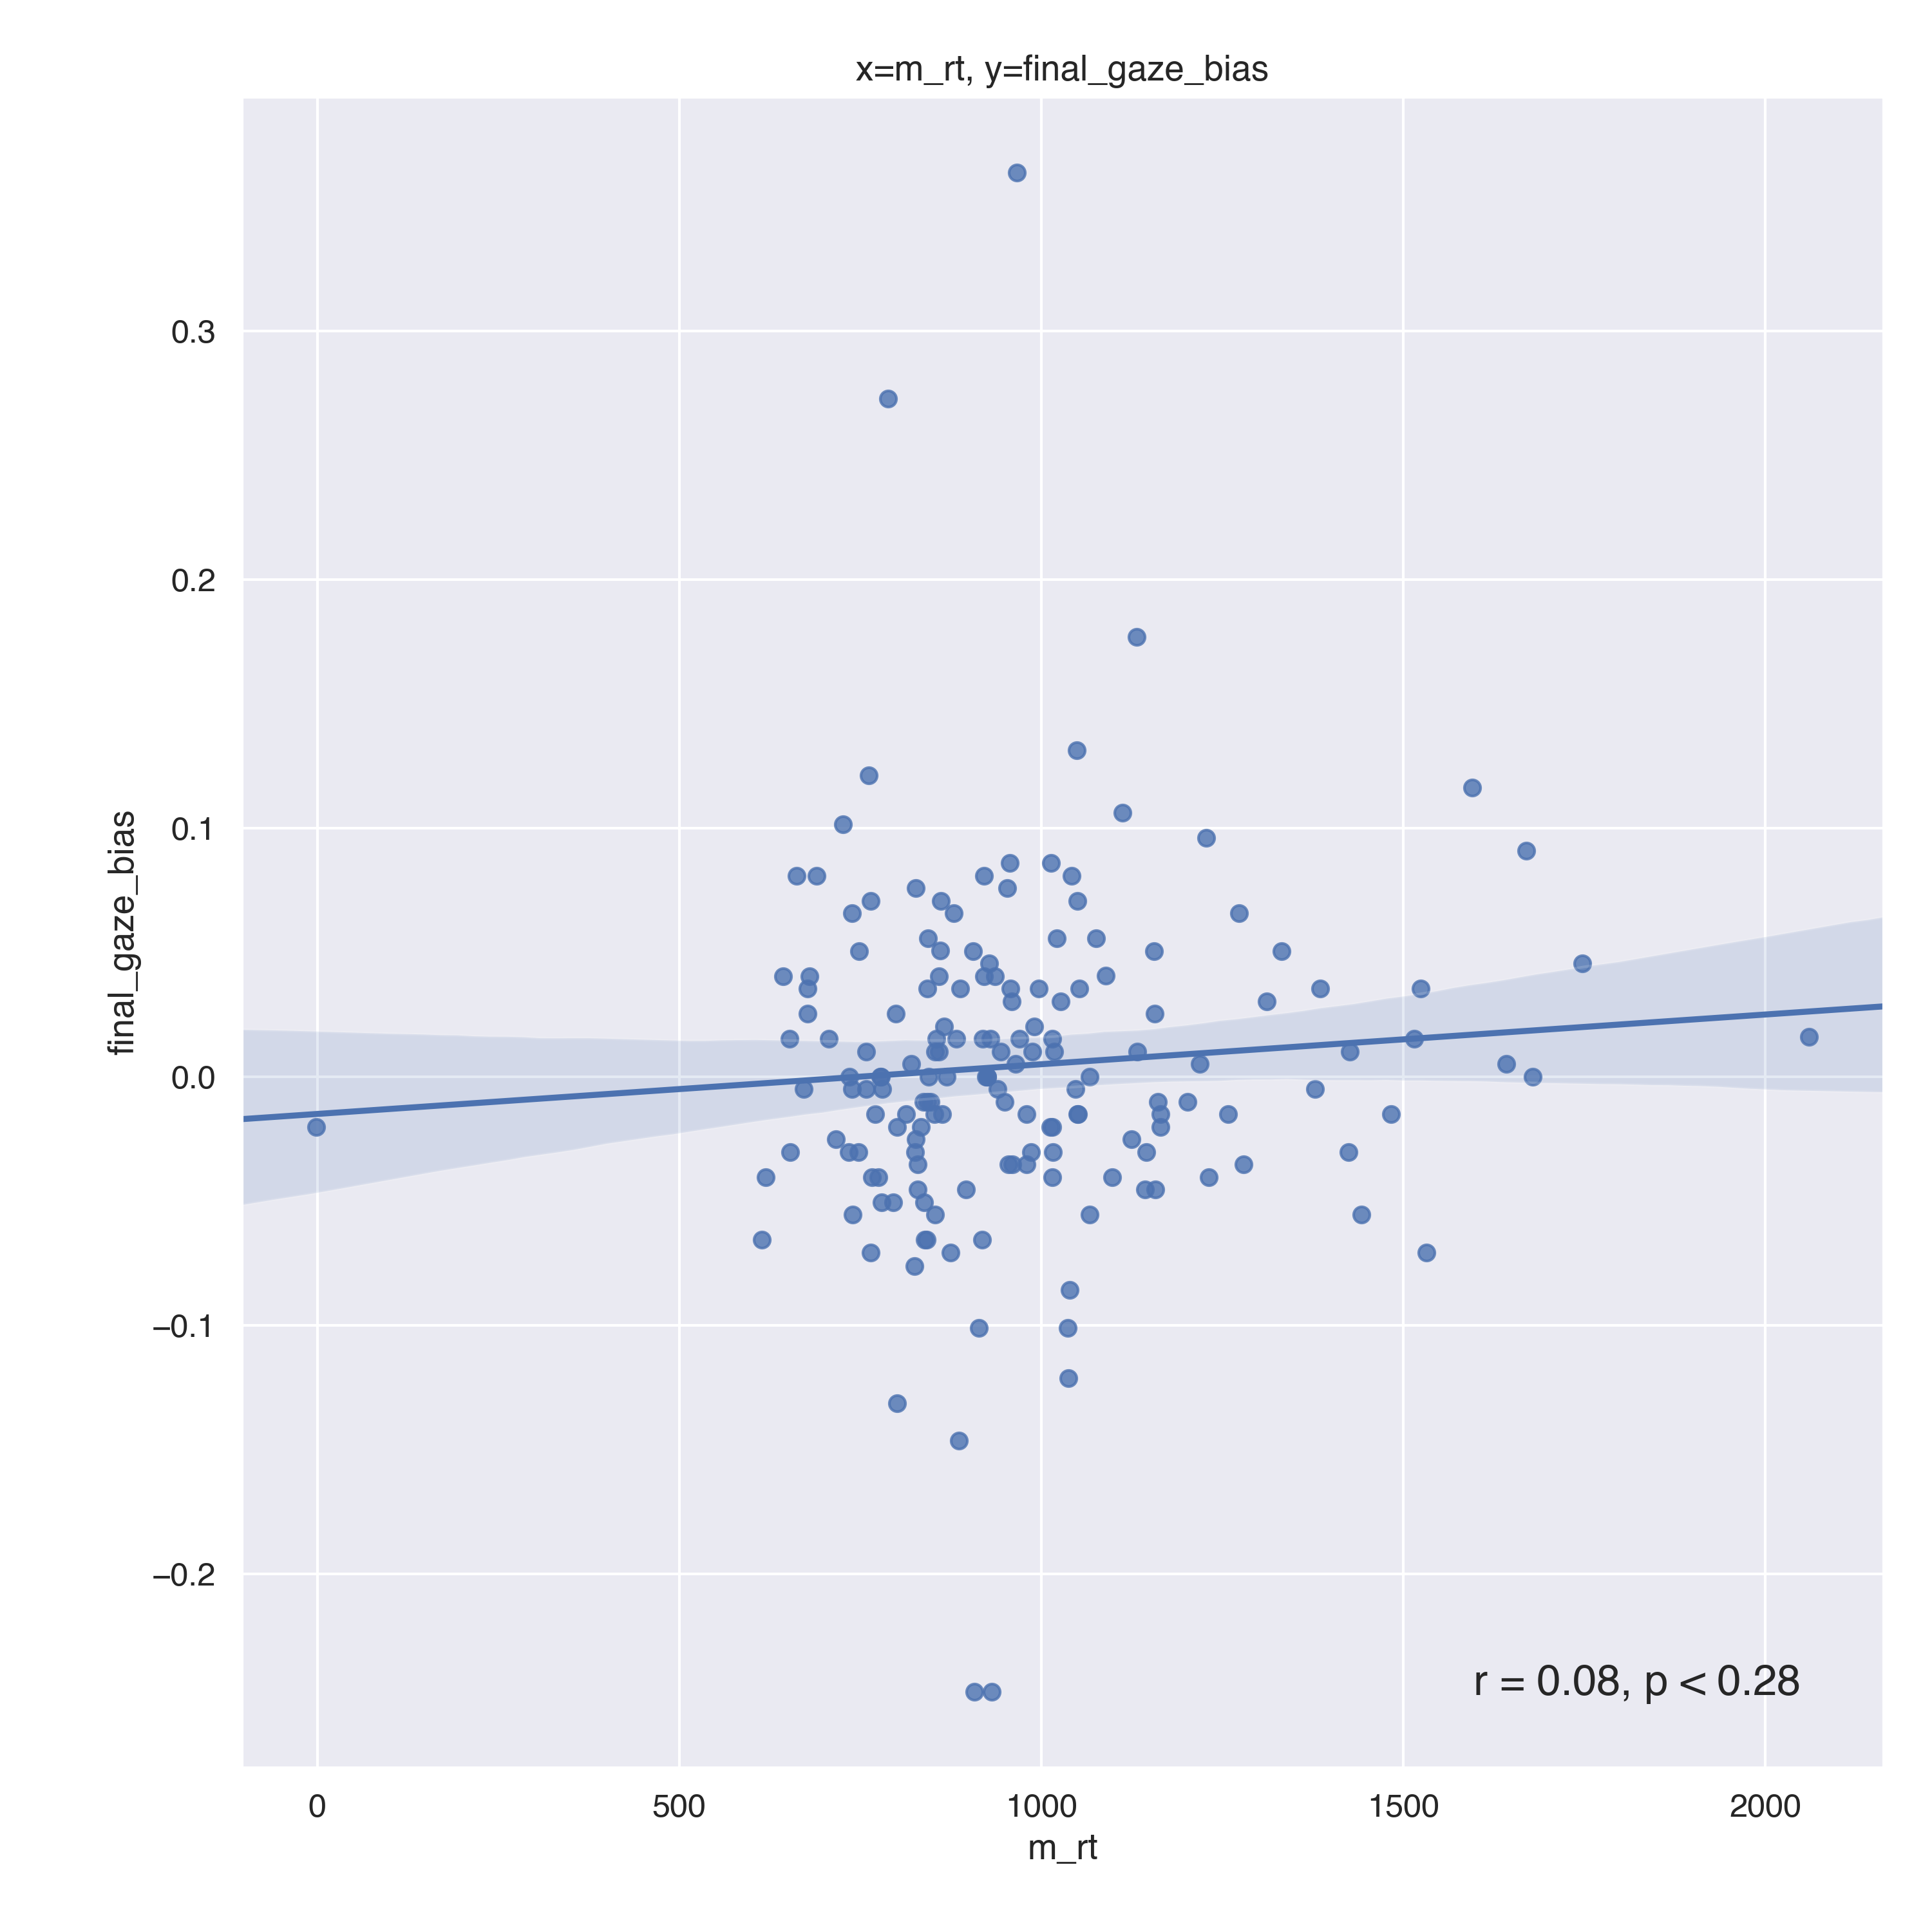 x=m_rt, y=final_gaze_bias
final_gaze_bias
0.3
0.2
0.1
0.0
−0.1
−0.2
r = 0.08, p < 0.28
0 500 1000 1500 2000
m_rt